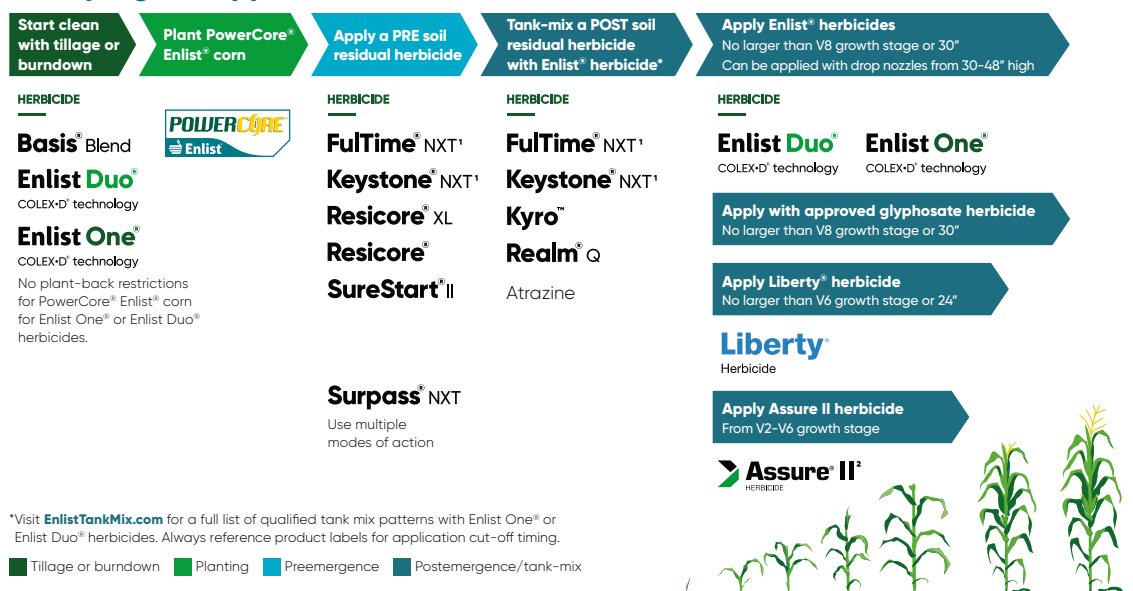 Start clean
with tillage or
burndown
Plant PowerCore®
Enlist® corn
Apply a PRE soil
residual herbicide
Tank-mix a POST soil
residual herbicide
with Enlist® herbicide*
Apply Enlist® herbicides
No larger than V8 growth stage or 30”
Can be applied with drop nozzles from 30-48” high
HERBICIDE
Basis® Blend
Enlist Duo®
COLEX•D® technology
Enlist One®
COLEX•D® technology
No plant-back restrictions
for PowerCore® Enlist® corn
for Enlist One® or Enlist Duo®
herbicides.
POWERCORE™
Enlist®
HERBICIDE
FulTime® NXT¹
Keystone® NXT¹
Resicore® XL
Resicore®
SureStart® II
Surpass® NXT
Use multiple
modes of action
HERBICIDE
FulTime® NXT¹
Keystone® NXT¹
Kyro™
Realm® Q
Atrazine
HERBICIDE
Enlist Duo®
COLEX•D® technology
Enlist One®
COLEX•D® technology
Apply with approved glyphosate herbicide
No larger than V8 growth stage or 30”
Apply Liberty® herbicide
No larger than V6 growth stage or 24”
Liberty®
Herbicide
Apply Assure II herbicide
From V2-V6 growth stage
Assure® II²
HERBICIDE
*Visit EnlistTankMix.com for a full list of qualified tank mix patterns with Enlist One® or
Enlist Duo® herbicides. Always reference product labels for application cut-off timing.
Tillage or burndown
Planting
Preemergence
Postemergence/tank-mix